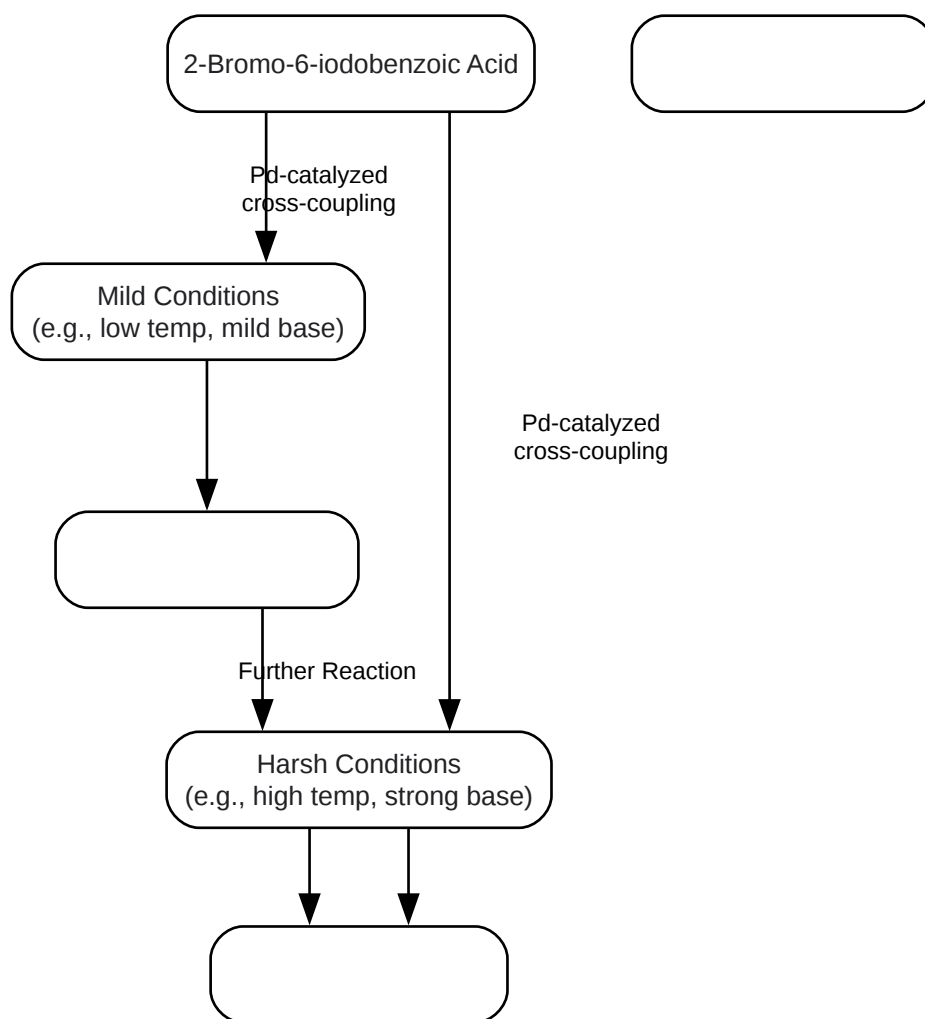 2-Bromo-6-iodobenzoic Acid
Pd-catalyzed
cross-coupling
Mild Conditions
(e.g., low temp, mild base)
Pd-catalyzed
cross-coupling
Further Reaction
Harsh Conditions
(e.g., high temp, strong base)